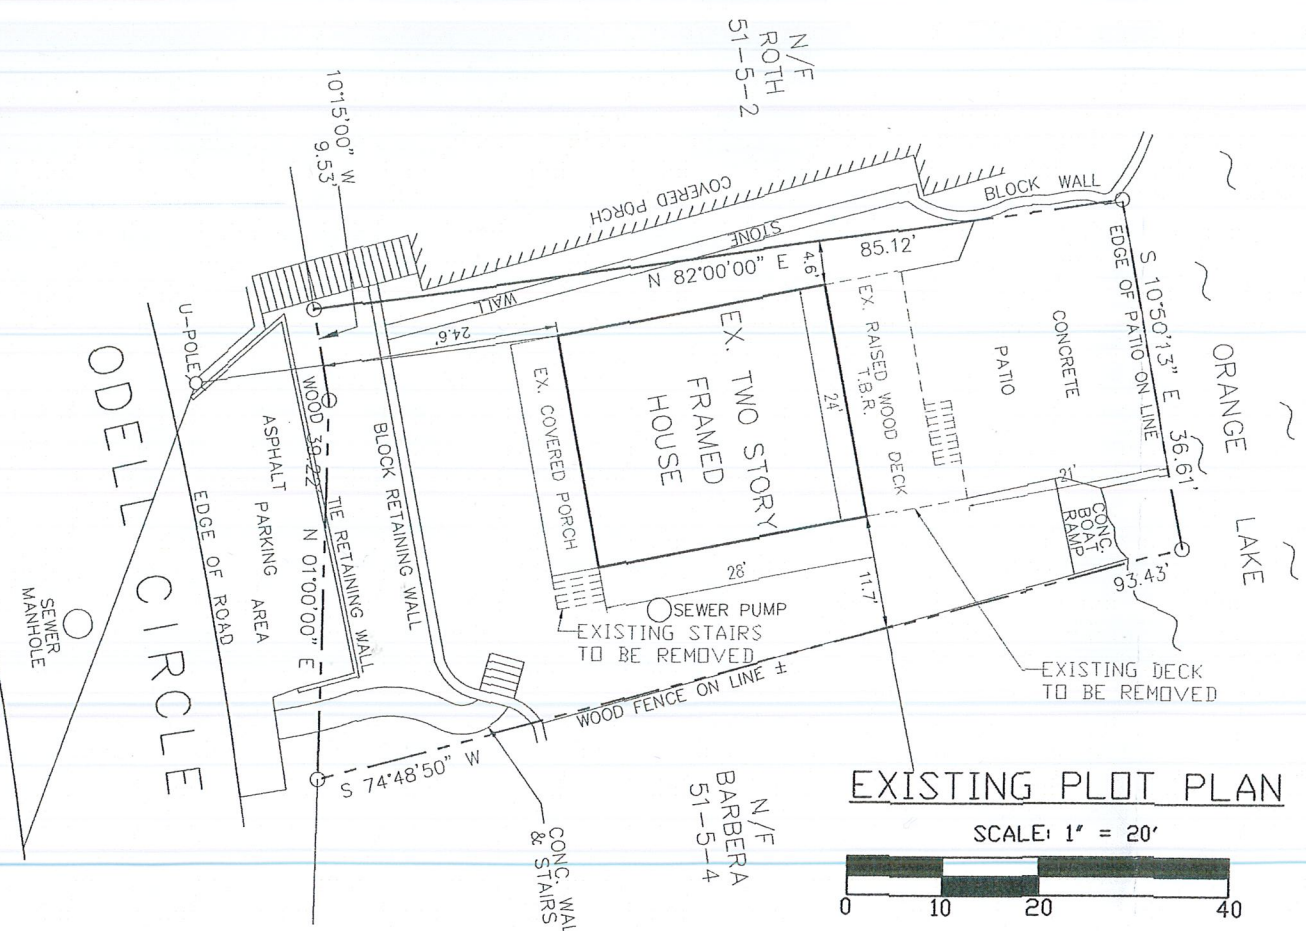 N/F
ROTH
51-5-2
10°15'00" W
9.53'
COVERED PORCH
BLOCK WALL
STONE
WALL
N 82°00'00" E
85.12'
4.6'
EDGE OF PATIO ON LINE
S 10°50'13" E 36.61'
ORANGE
LAKE
U-POLE
24.6'
EX. TWO STORY
FRAMED
HOUSE
24'
EX. RAISED WOOD DECK
T.B.R.
PATIO
CONCRETE
EX. COVERED PORCH
ODELL CIRCLE
WOOD
TIE RETAINING WALL
39.22'
N 01°00'00" E
BLOCK RETAINING WALL
ASPHALT
PARKING
AREA
EDGE OF ROAD
21'
CONC.
BOAT
RAMP
93.43'
28'
11.7'
SEWER
MANHOLE
SEWER PUMP
EXISTING STAIRS
TO BE REMOVED
EXISTING DECK
TO BE REMOVED
WOOD FENCE ON LINE ±
S 74°48'50" W
N/F
BARBERA
51-5-4
CONC. WAL
& STAIRS
EXISTING PLOT PLAN
SCALE: 1" = 20'
0 10 20 40